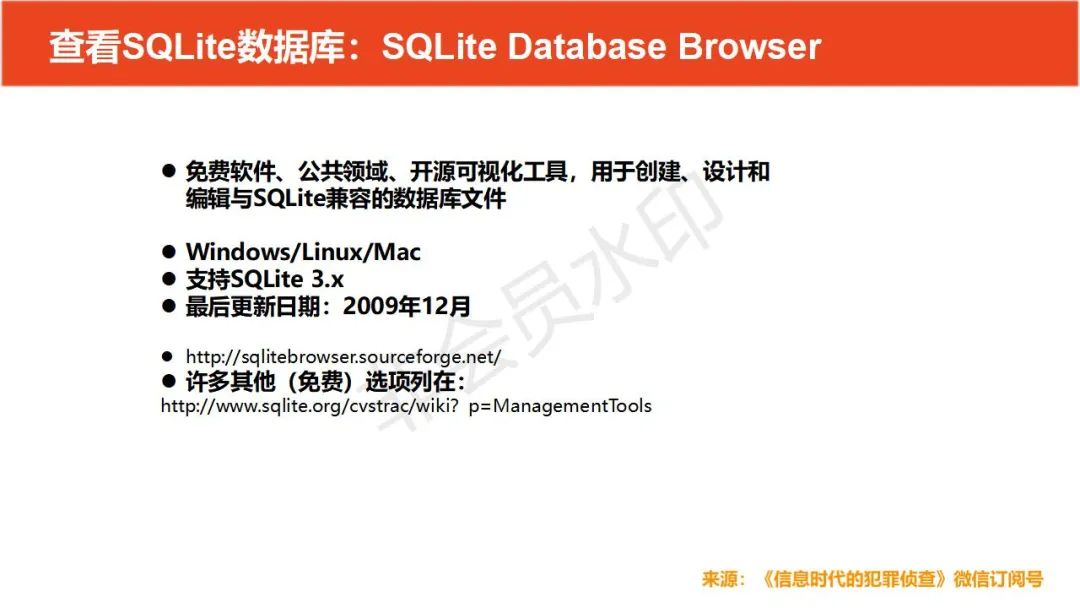 查看SQLite数据库：SQLite Database Browser
● 免费软件、公共领域、开源可视化工具，用于创建、设计和
编辑与SQLite兼容的数据库文件
● Windows/Linux/Mac
● 支持SQLite 3.x
● 最后更新日期：2009年12月
● http://sqlitebrowser.sourceforge.net/
● 许多其他（免费）选项列在：
http://www.sqlite.org/cvstrac/wiki？p=ManagementTools
非会员水印
来源：《信息时代的犯罪侦查》微信订阅号